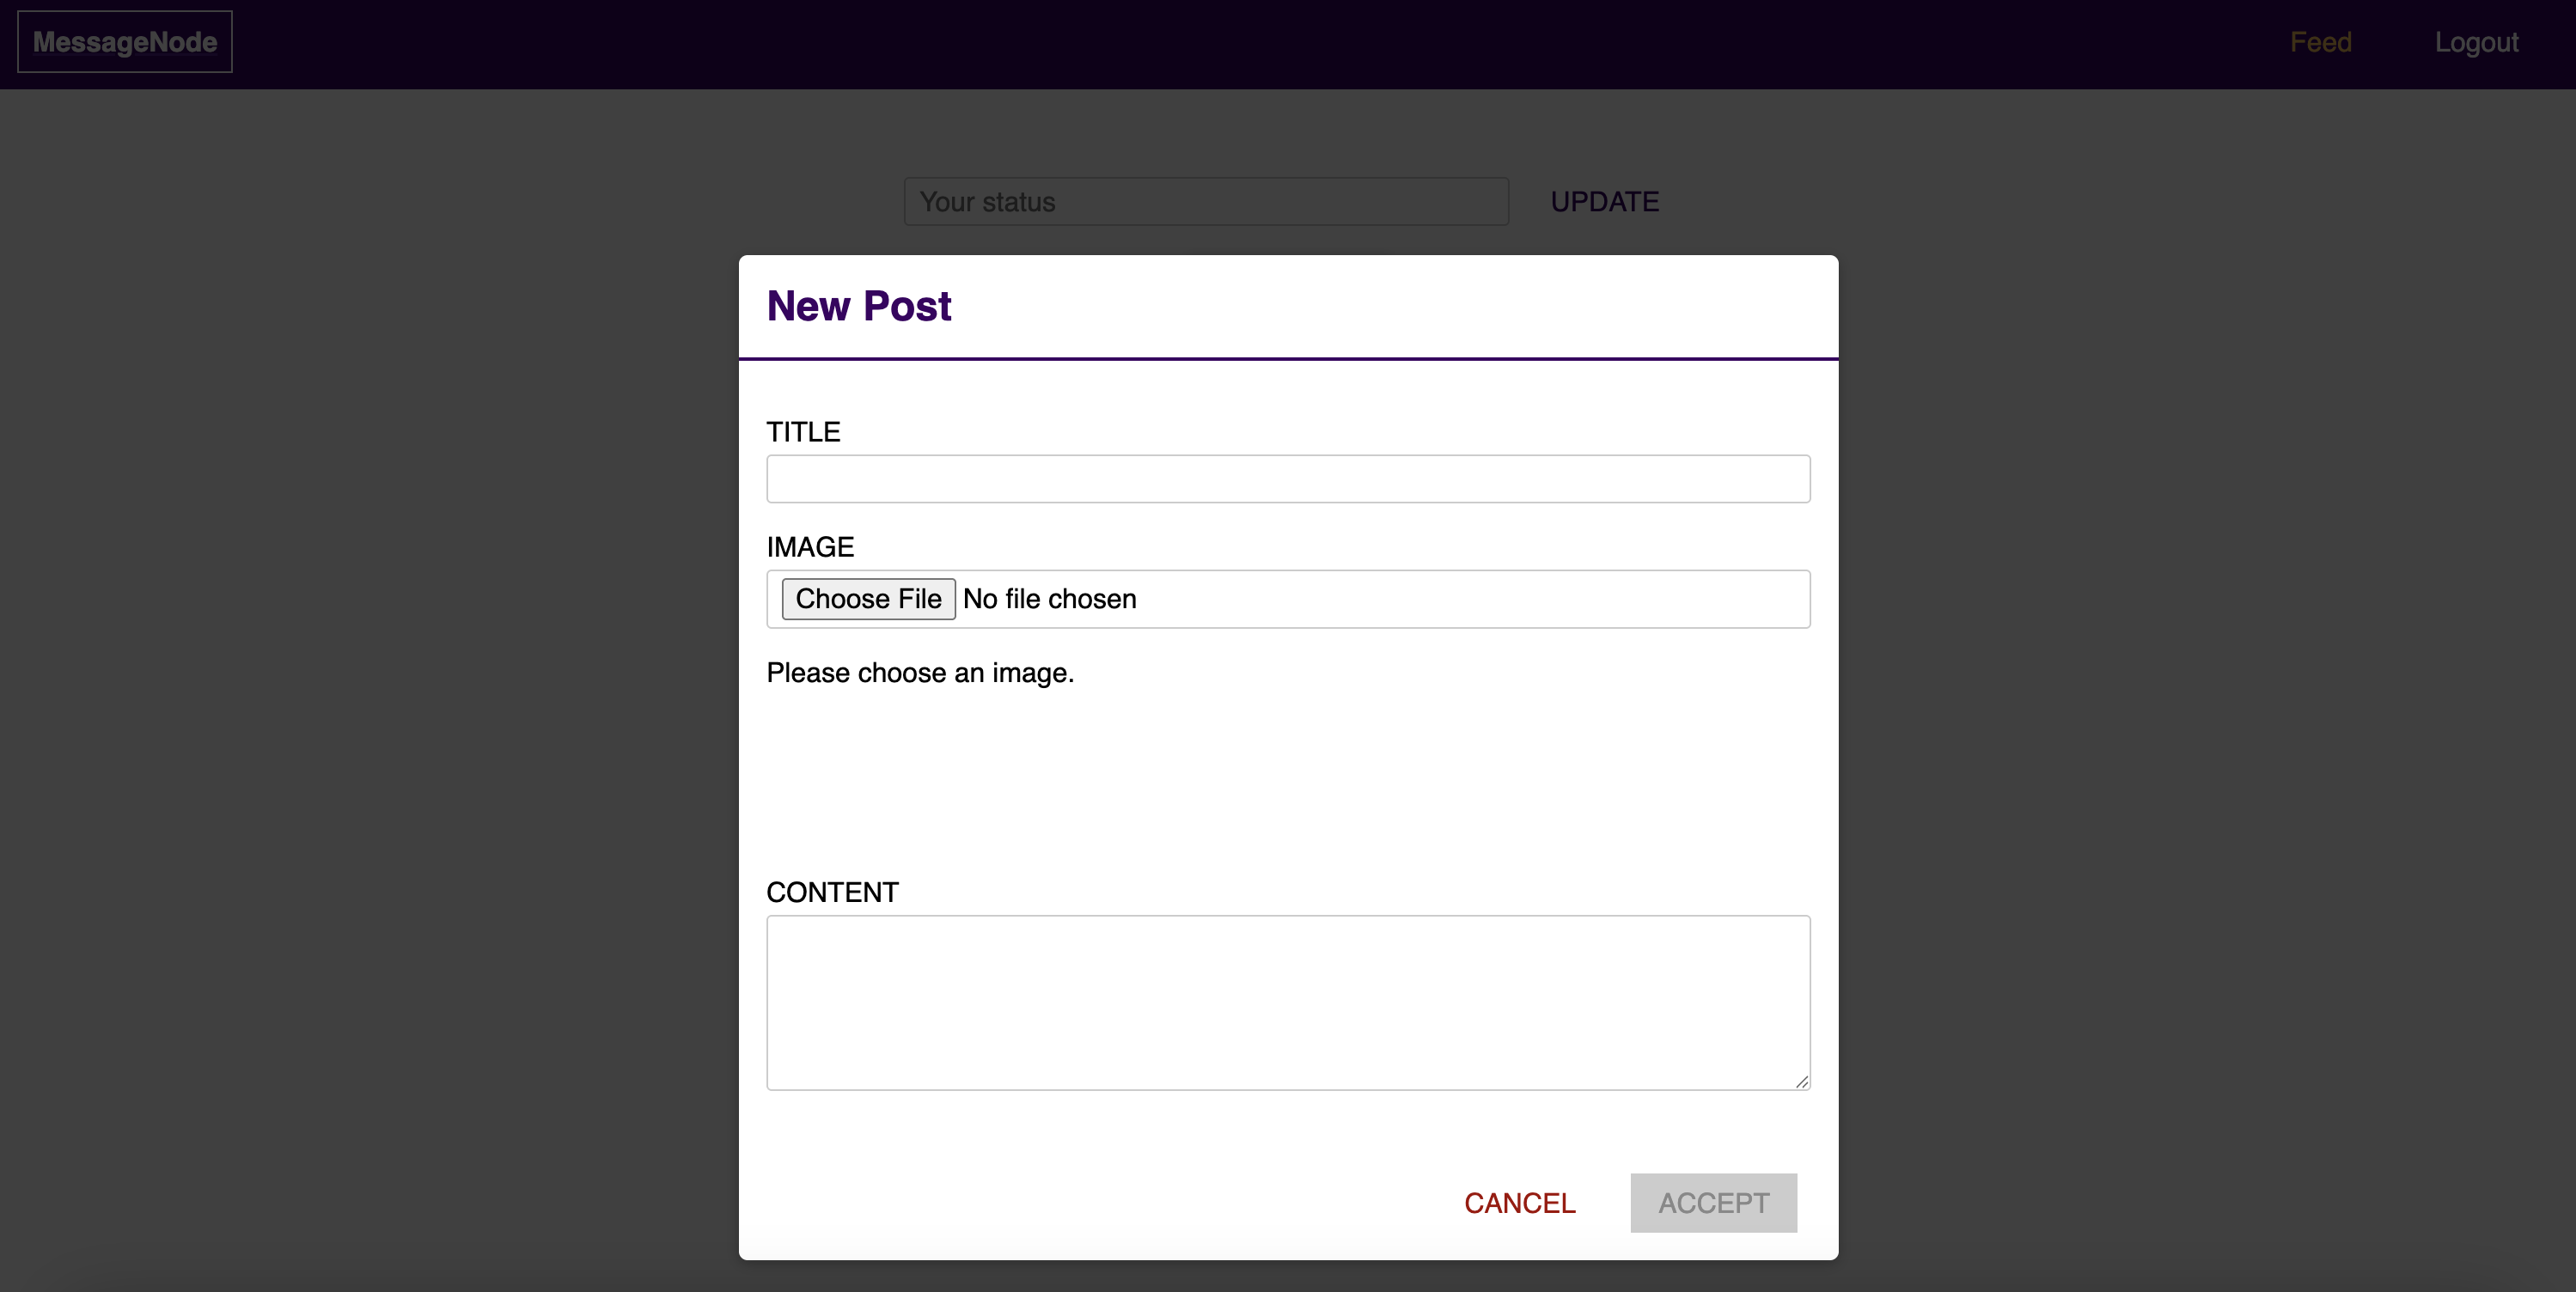 MessageNode
Feed
Logout
Your status
UPDATE
New Post
TITLE
IMAGE
Choose File No file chosen
Please choose an image.
CONTENT
CANCEL
ACCEPT